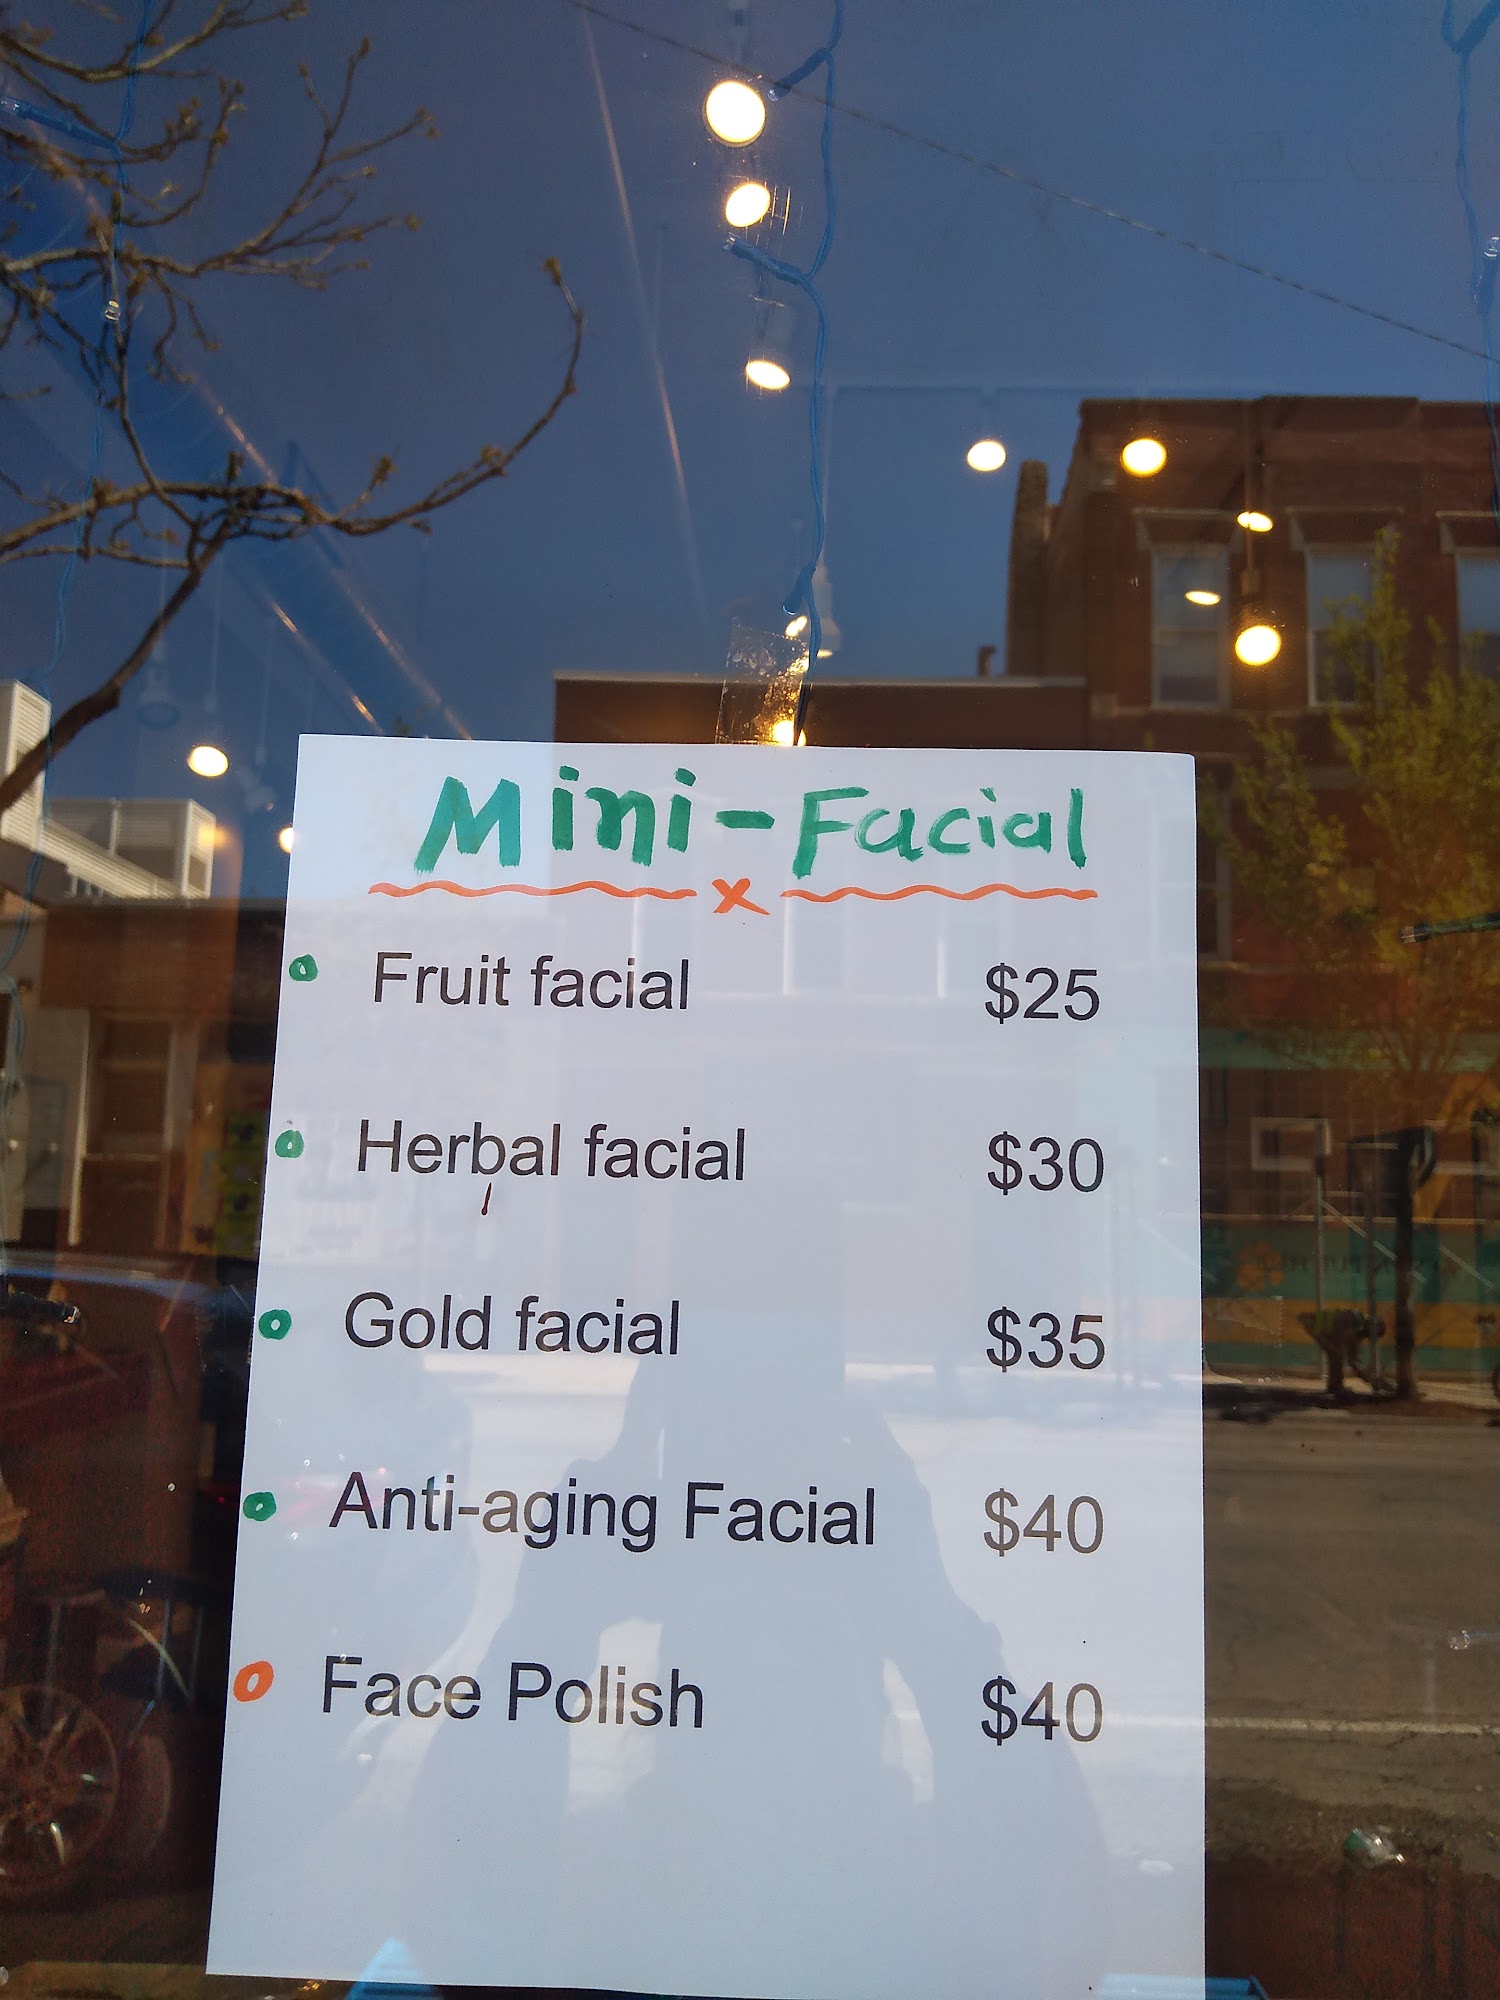 Mini-Facial
Fruit facial $25
Herbal facial $30
Gold facial $35
Anti-aging Facial $40
Face Polish $40